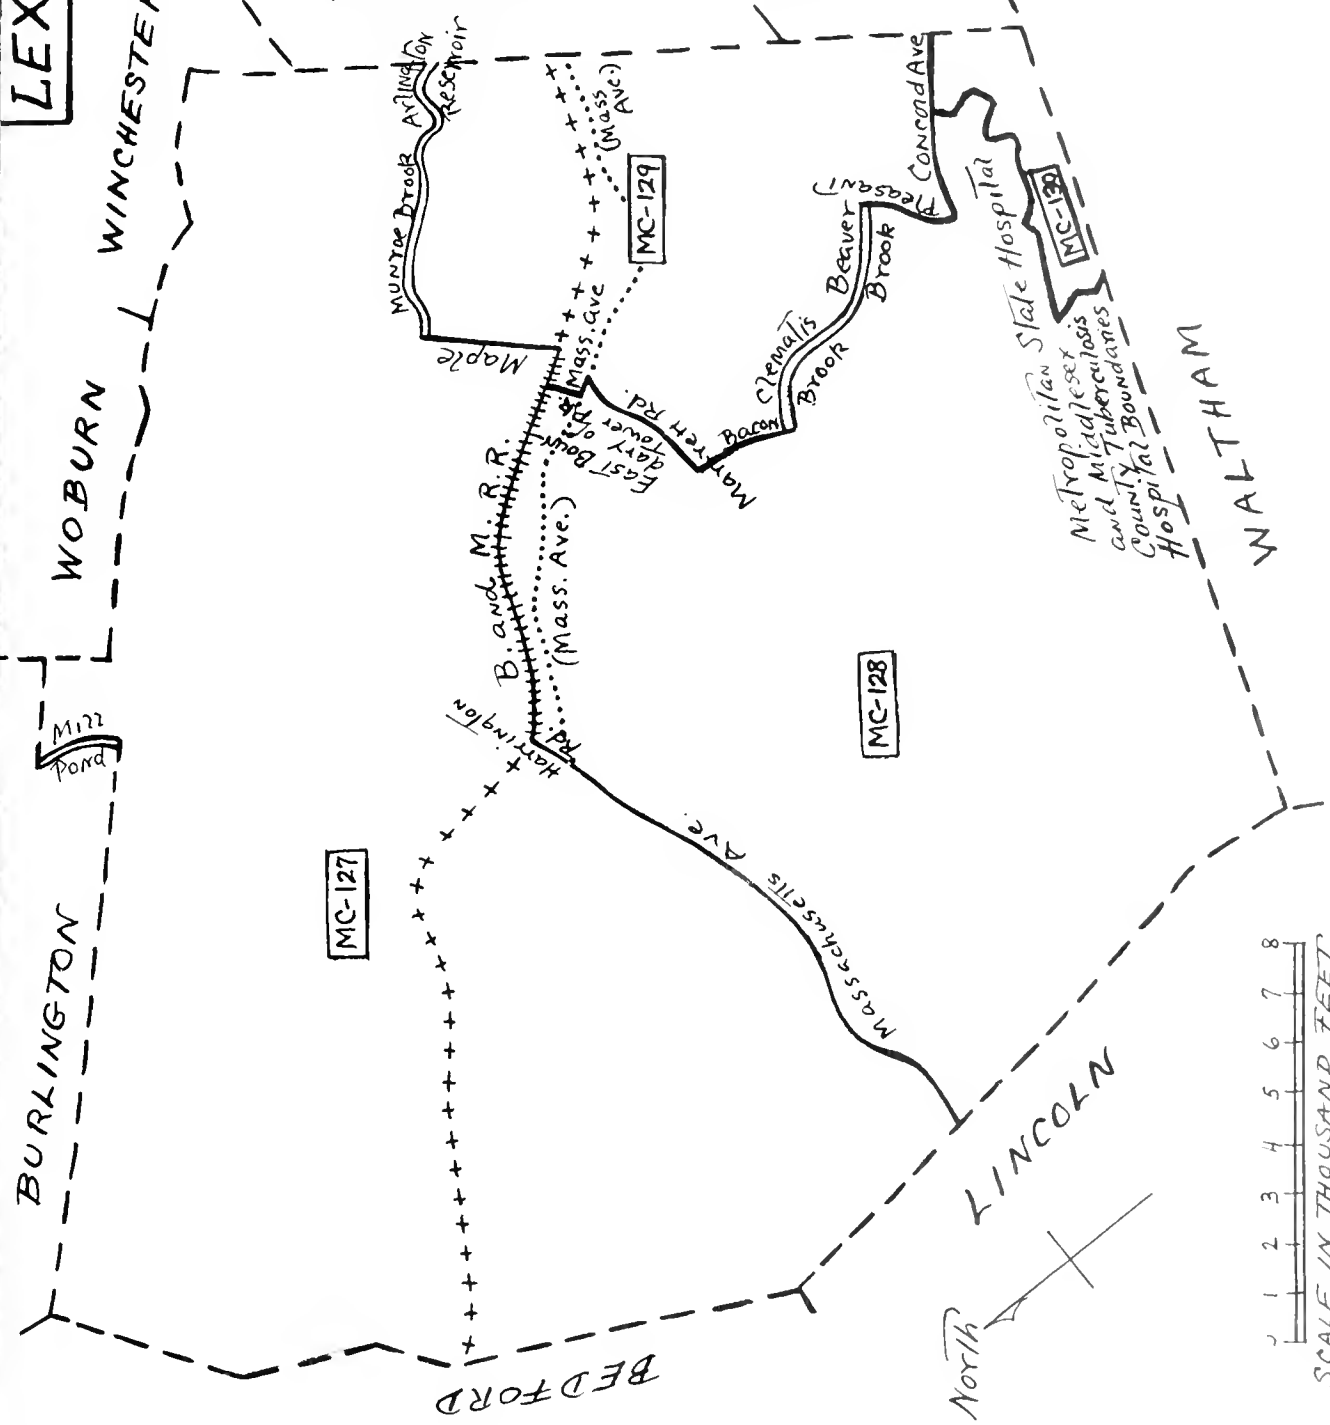 LEX
WINCHESTER
WOBURN
BURLINGTON
Mill
Pond
Arlington
Reservoir
Munroe Brook
Maple
(Mass
Ave.)
MC-129
Mass. Ave
East Boun-
dary of
Tower Pk
Marrett Rd.
Bacon
Clematis
Brook
Beaver
Brook
Pleasant
Concord Ave
Metropolitan State Hospital
and Middlesex
County Tuberculosis
Hospital Boundaries
MC-130
WALTHAM
B. and M. R. R.
(Mass. Ave.)
Harrington
Harrington
Rd.
MC-127
MC-128
Massachusetts Ave.
LINCOLN
BEDFORD
North
1 2 3 4 5 6 7 8
SCALE IN THOUSAND FEET